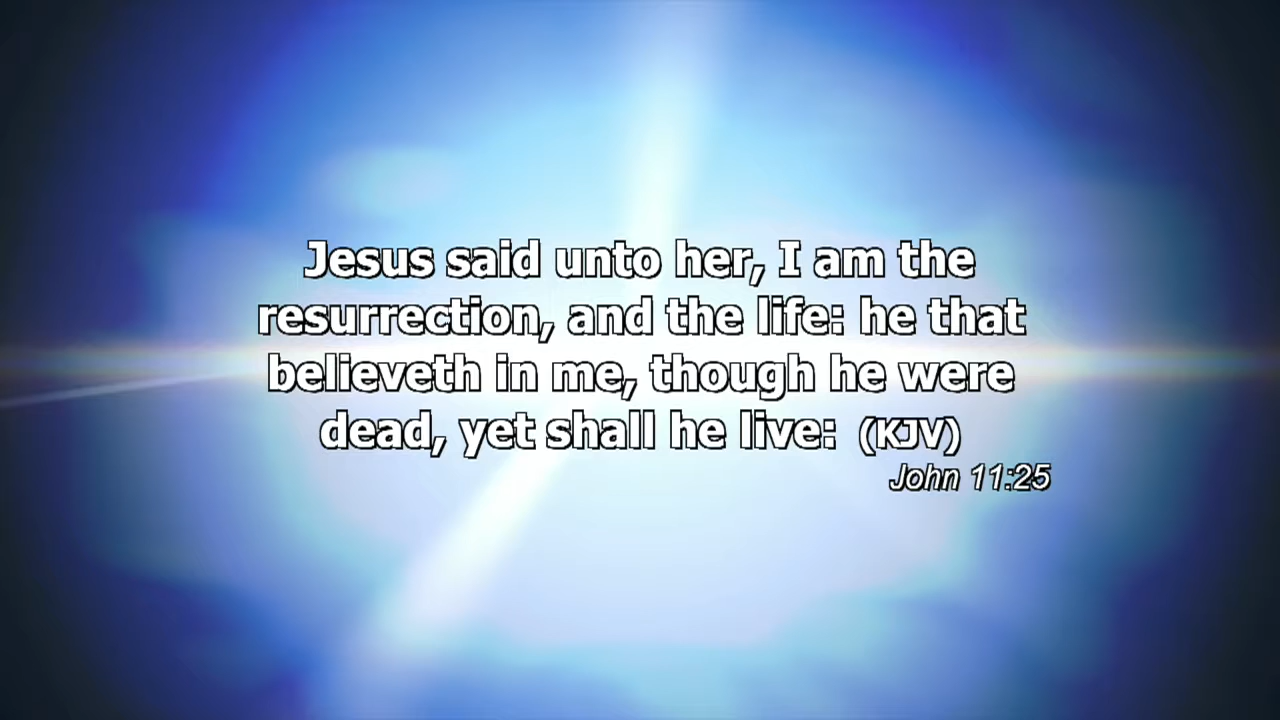 Jesus said unto her, I am the
resurrection, and the life: he that
believeth in me, though he were
dead, yet shall he live: (KJV)
John 11:25